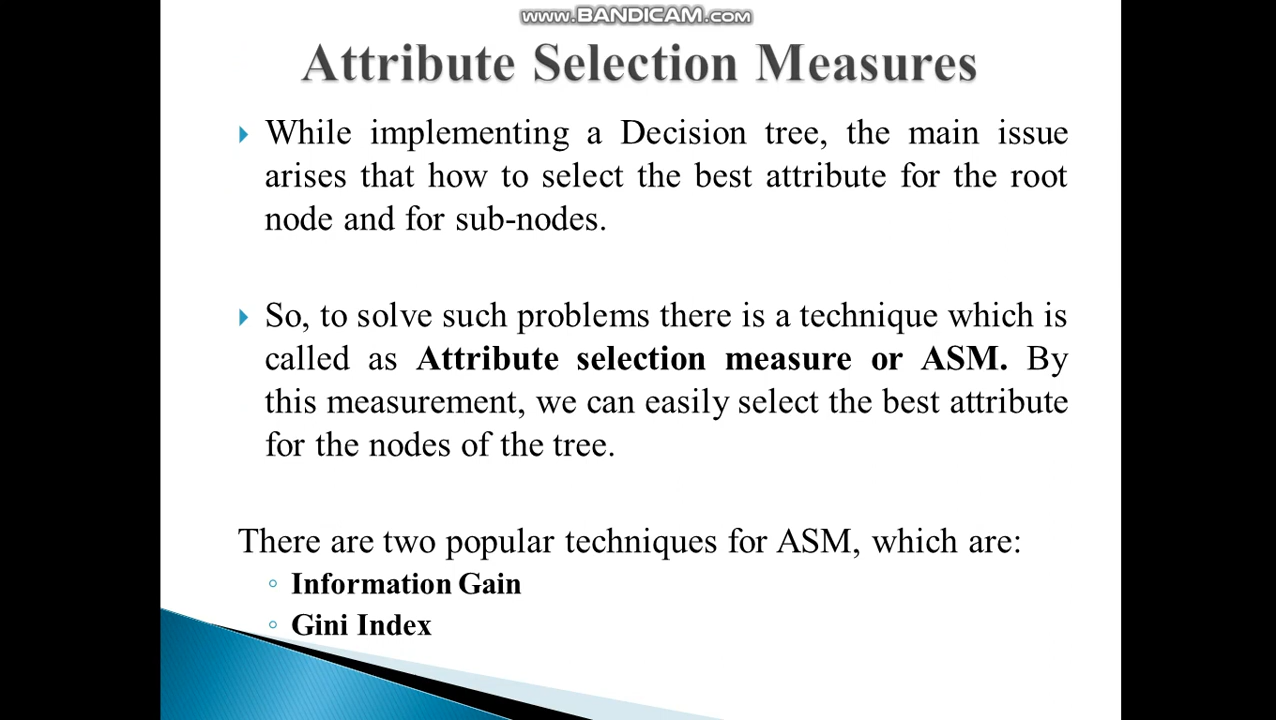 www.BANDICAM.com
Attribute Selection Measures
While implementing a Decision tree, the main issue
arises that how to select the best attribute for the root
node and for sub-nodes.
So, to solve such problems there is a technique which is
called as Attribute selection measure or ASM. By
this measurement, we can easily select the best attribute
for the nodes of the tree.
There are two popular techniques for ASM, which are:
Information Gain
Gini Index